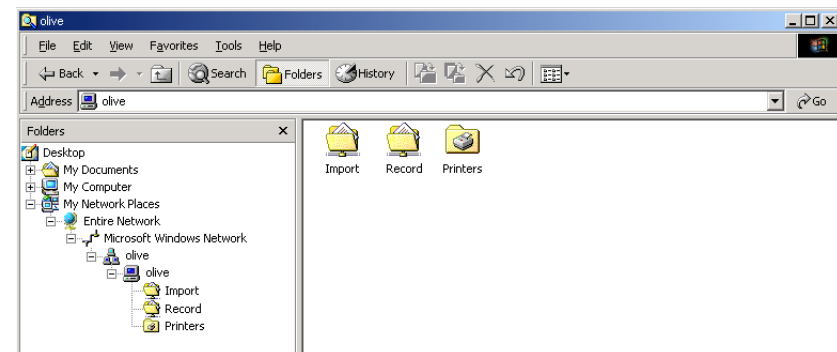 olive
File Edit View Favorites Tools Help
Back Search Folders History
Address olive Go
Folders
Desktop
My Documents
My Computer
My Network Places
Entire Network
Microsoft Windows Network
olive
olive
Import
Record
Printers
Import Record Printers